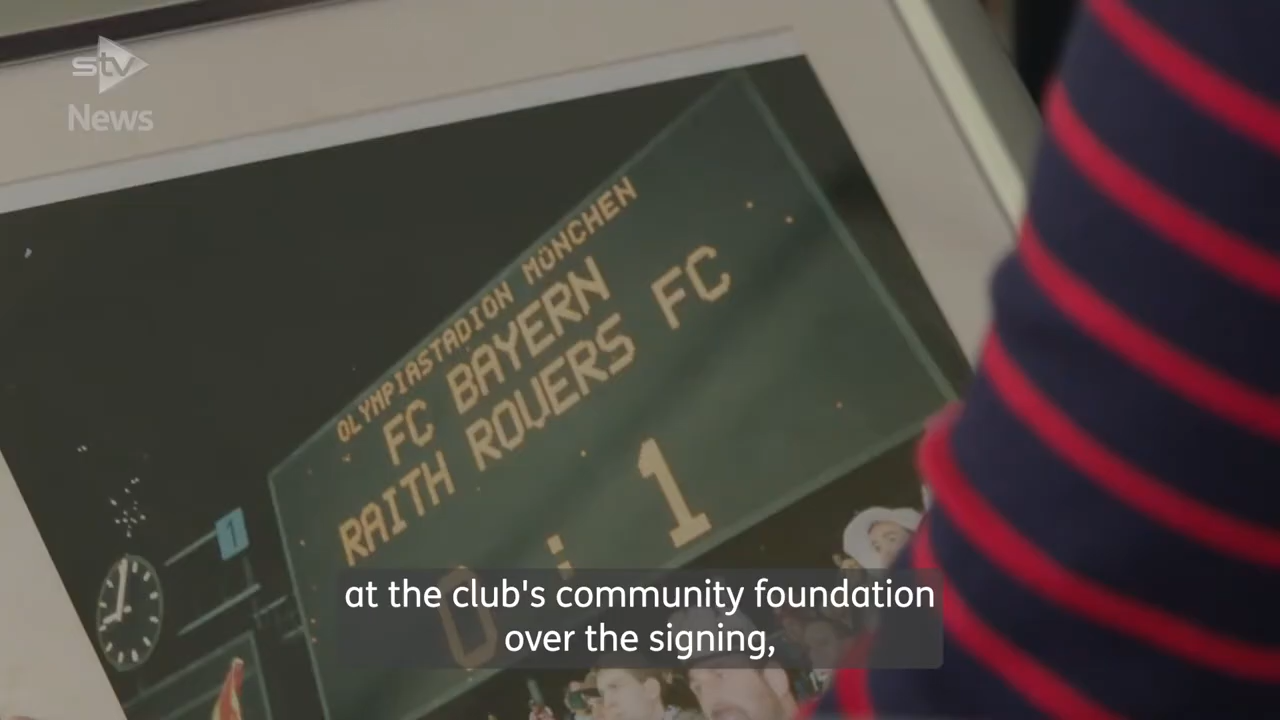 stv
News
OLYMPIASTADION MÜNCHEN
FC BAYERN
RAITH ROVERS FC
0 : 1
1
at the club's community foundation
over the signing,